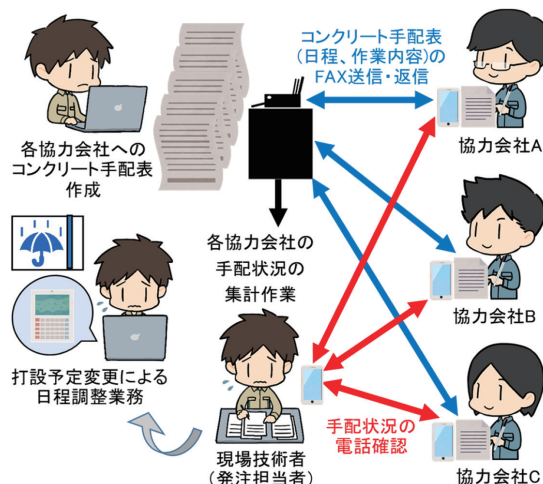 コンクリート手配表
(日程、作業内容)の
FAX送信・返信
各協力会社への
コンクリート手配表
作成
協力会社A
各協力会社の
手配状況の
集計作業
協力会社B
打設予定変更による
日程調整業務
手配状況の
電話確認
現場技術者
(発注担当者)
協力会社C